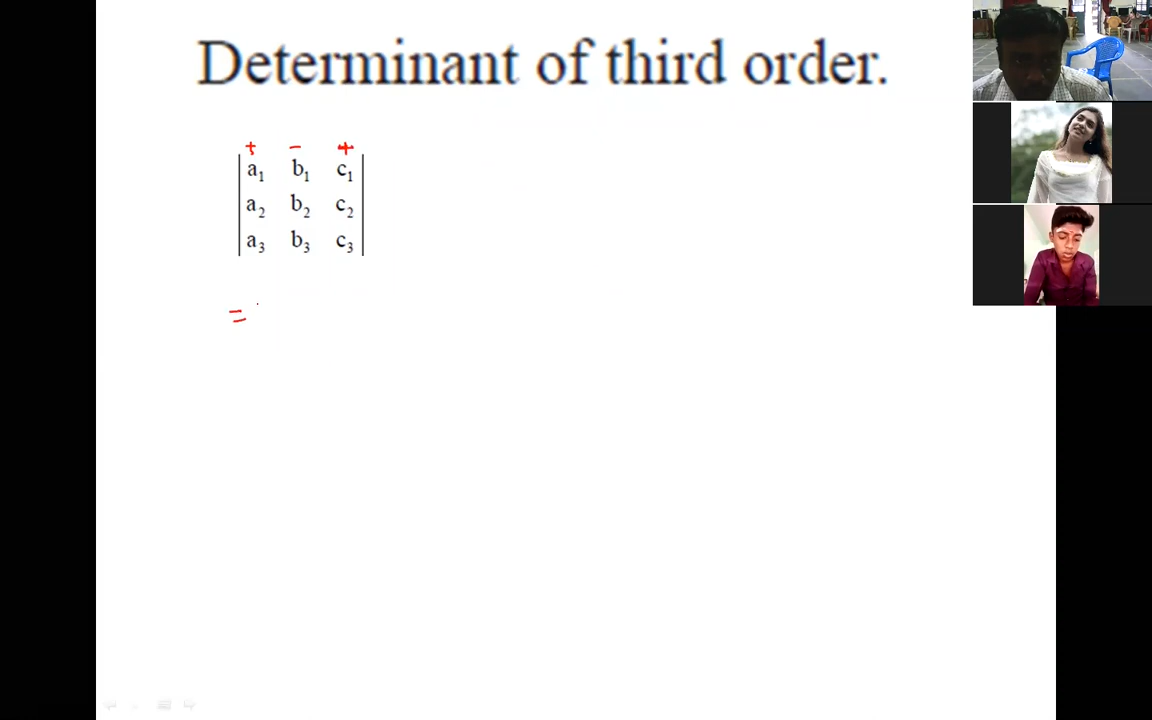 Determinant of third order.
+ - +
a₁ b₁ c₁
a₂ b₂ c₂
a₃ b₃ c₃
=